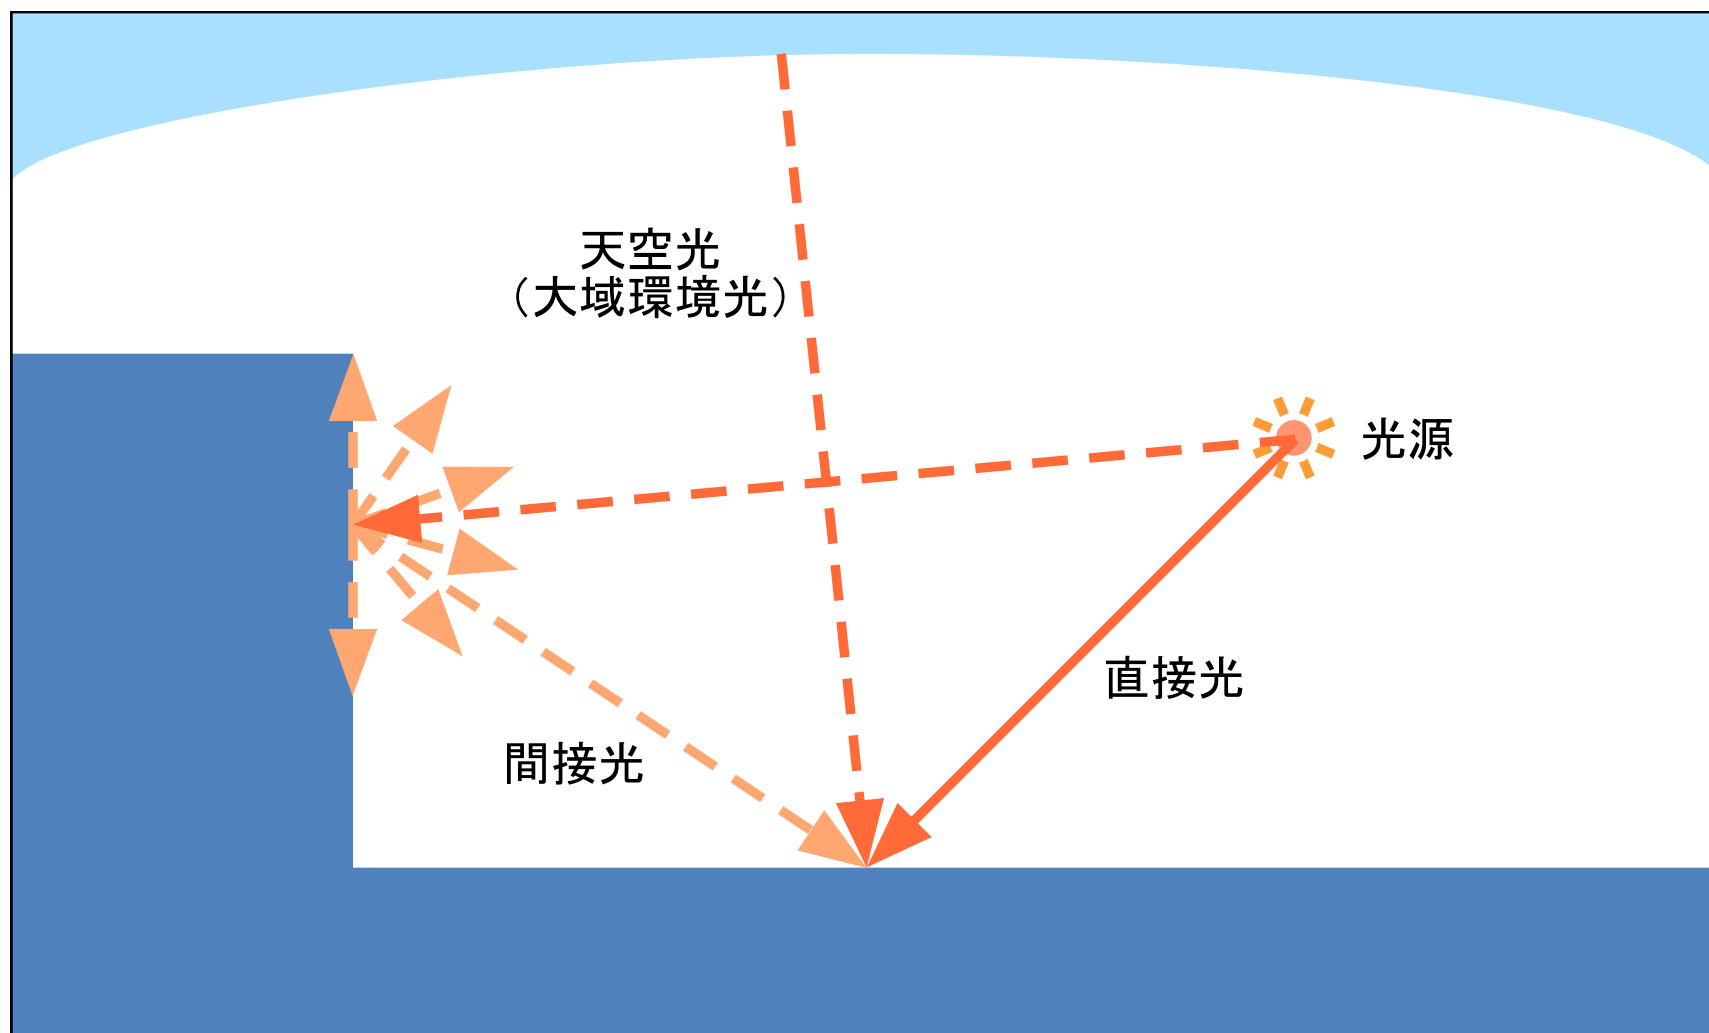 天空光
（大域環境光）
光源
直接光
間接光